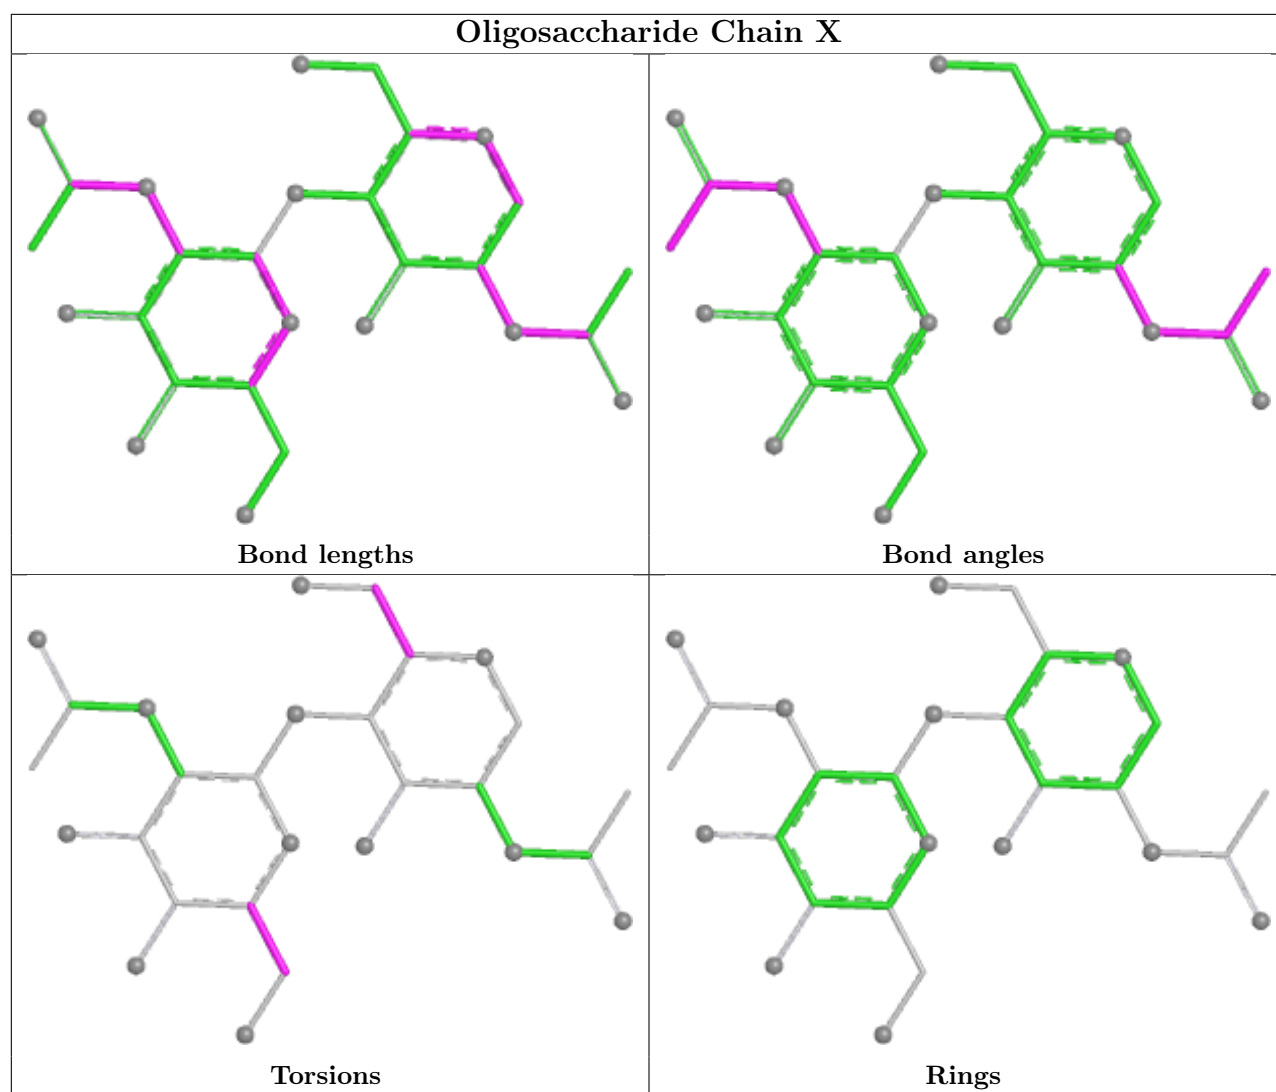 Oligosaccharide Chain X
Bond lengths
Bond angles
Torsions
Rings